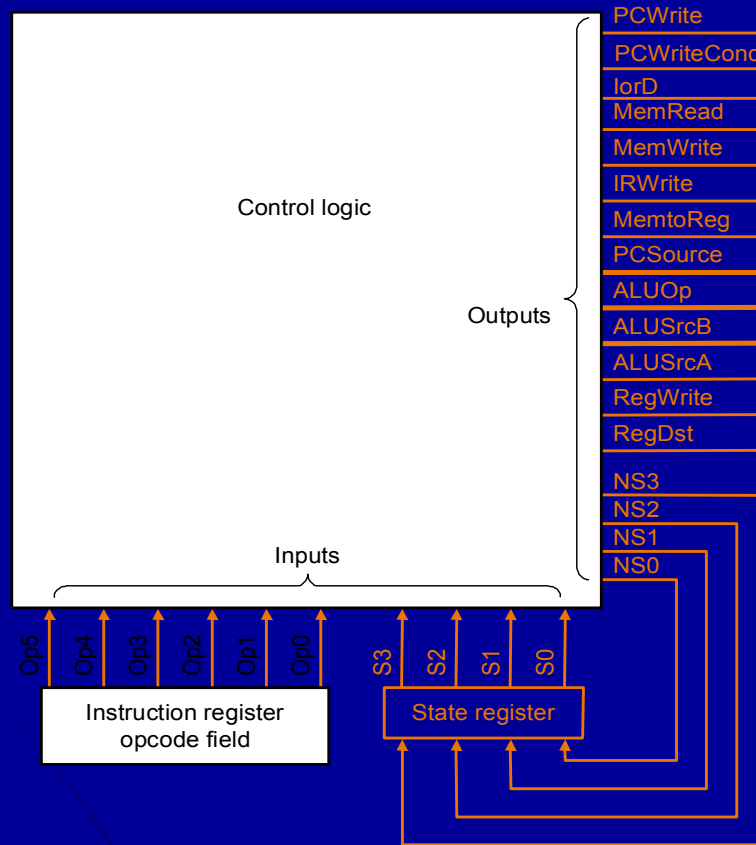 PCWrite
PCWriteCond
IorD
MemRead
MemWrite
IRWrite
MemtoReg
PCSource
ALUOp
ALUSrcB
ALUSrcA
RegWrite
RegDst
NS3
NS2
NS1
NS0
Control logic
Outputs
Inputs
Op5
Op4
Op3
Op2
Op1
Op0
S3
S2
S1
S0
Instruction register
opcode field
State register